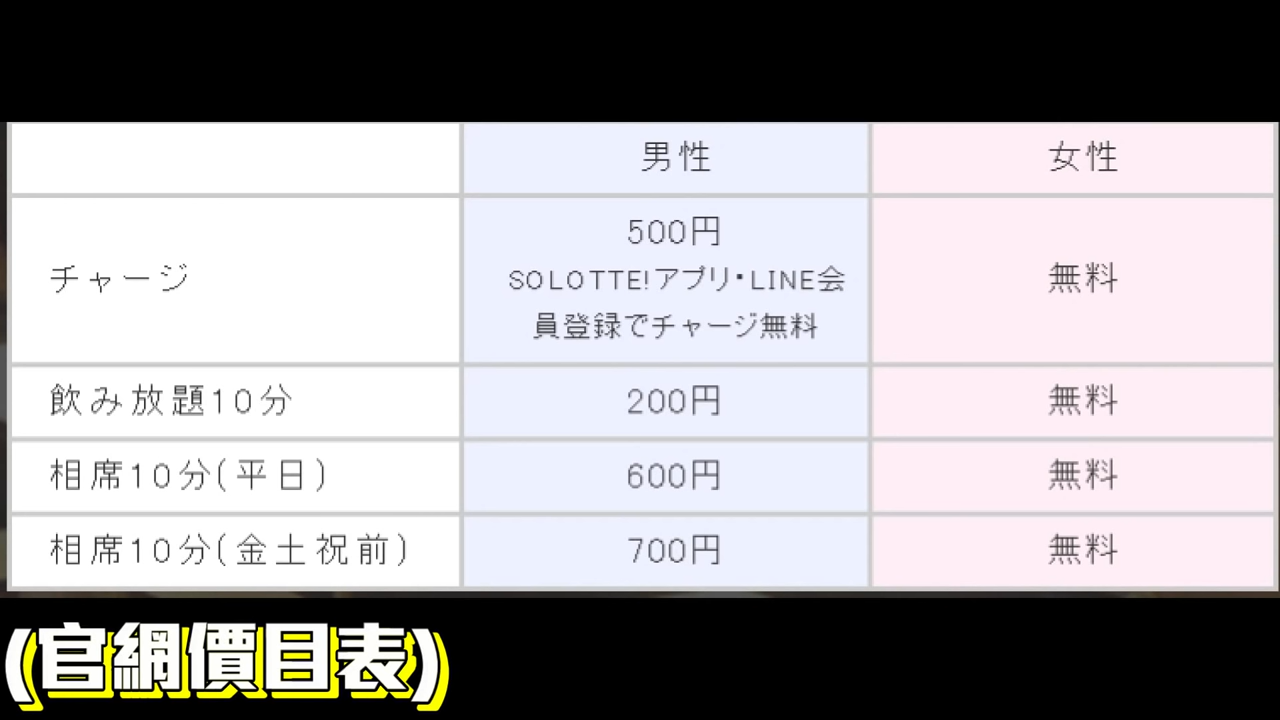 男性 女性
チャージ 500円 無料
SOLOTTE!アプリ・LINE会
員登録でチャージ無料
飲み放題10分 200円 無料
相席10分(平日) 600円 無料
相席10分(金土祝前) 700円 無料
(官網價目表)